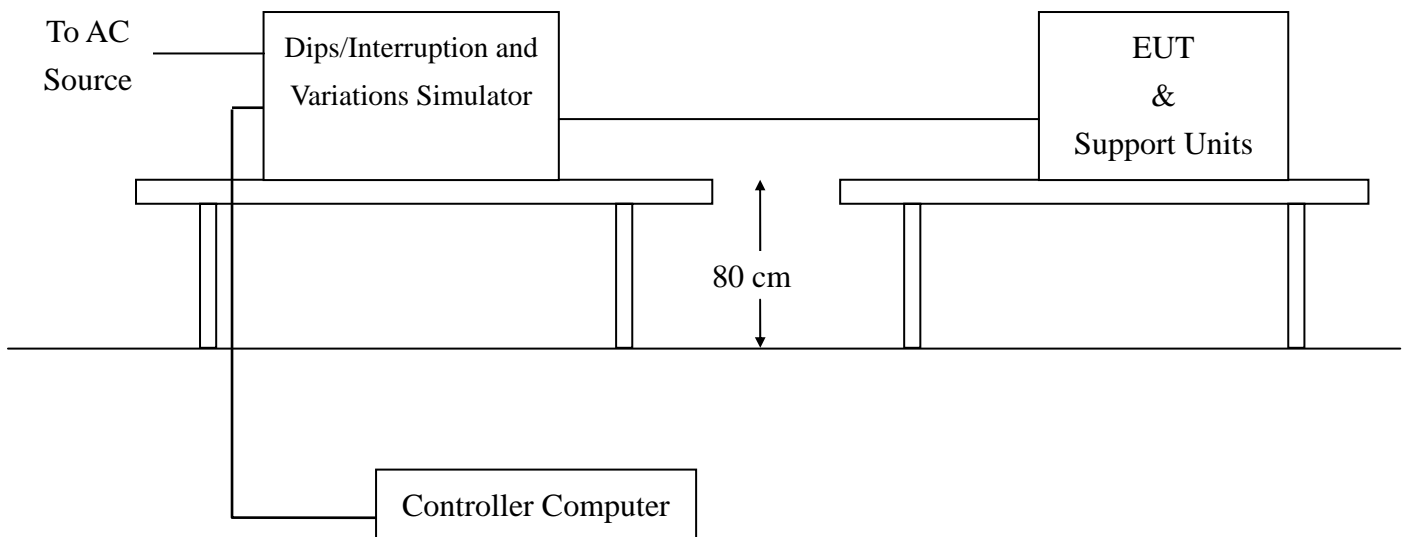 To AC
Source
Dips/Interruption and
Variations Simulator
EUT
&
Support Units
80 cm
Controller Computer